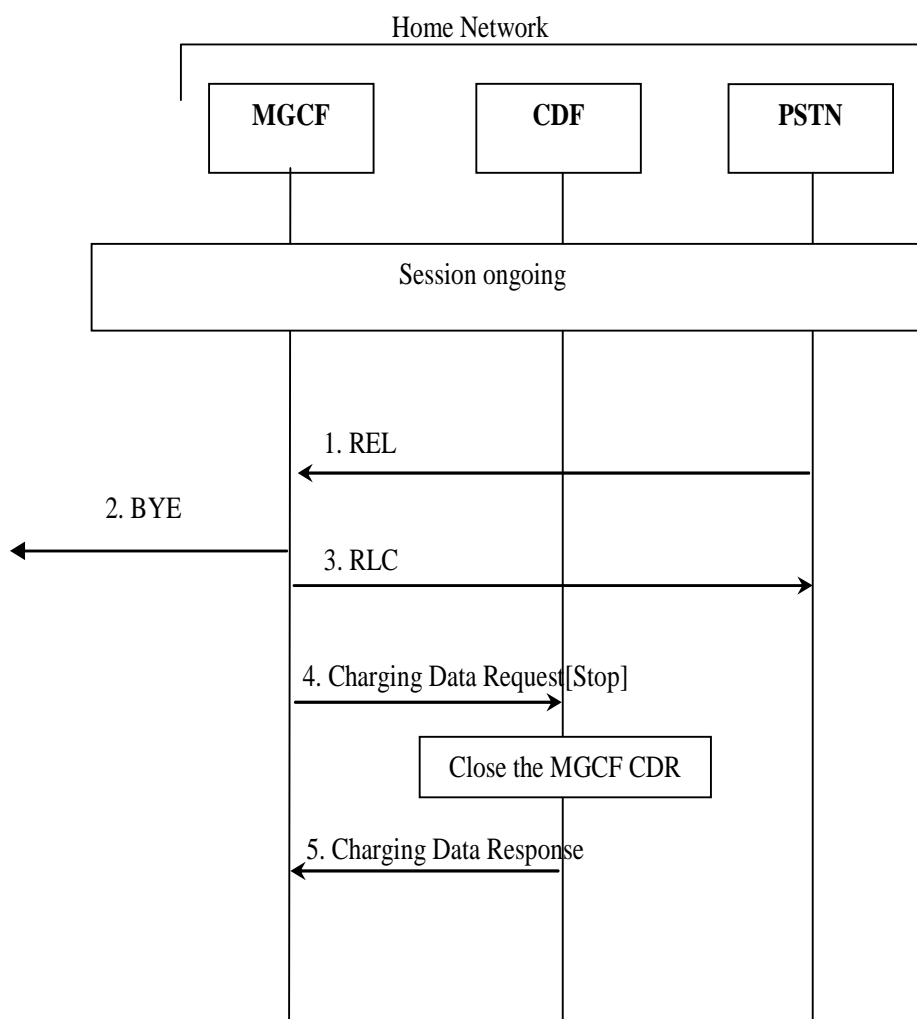 Home Network
MGCF
CDF
PSTN
Session ongoing
1. REL
2. BYE
3. RLC
4. Charging Data Request[Stop]
Close the MGCF CDR
5. Charging Data Response